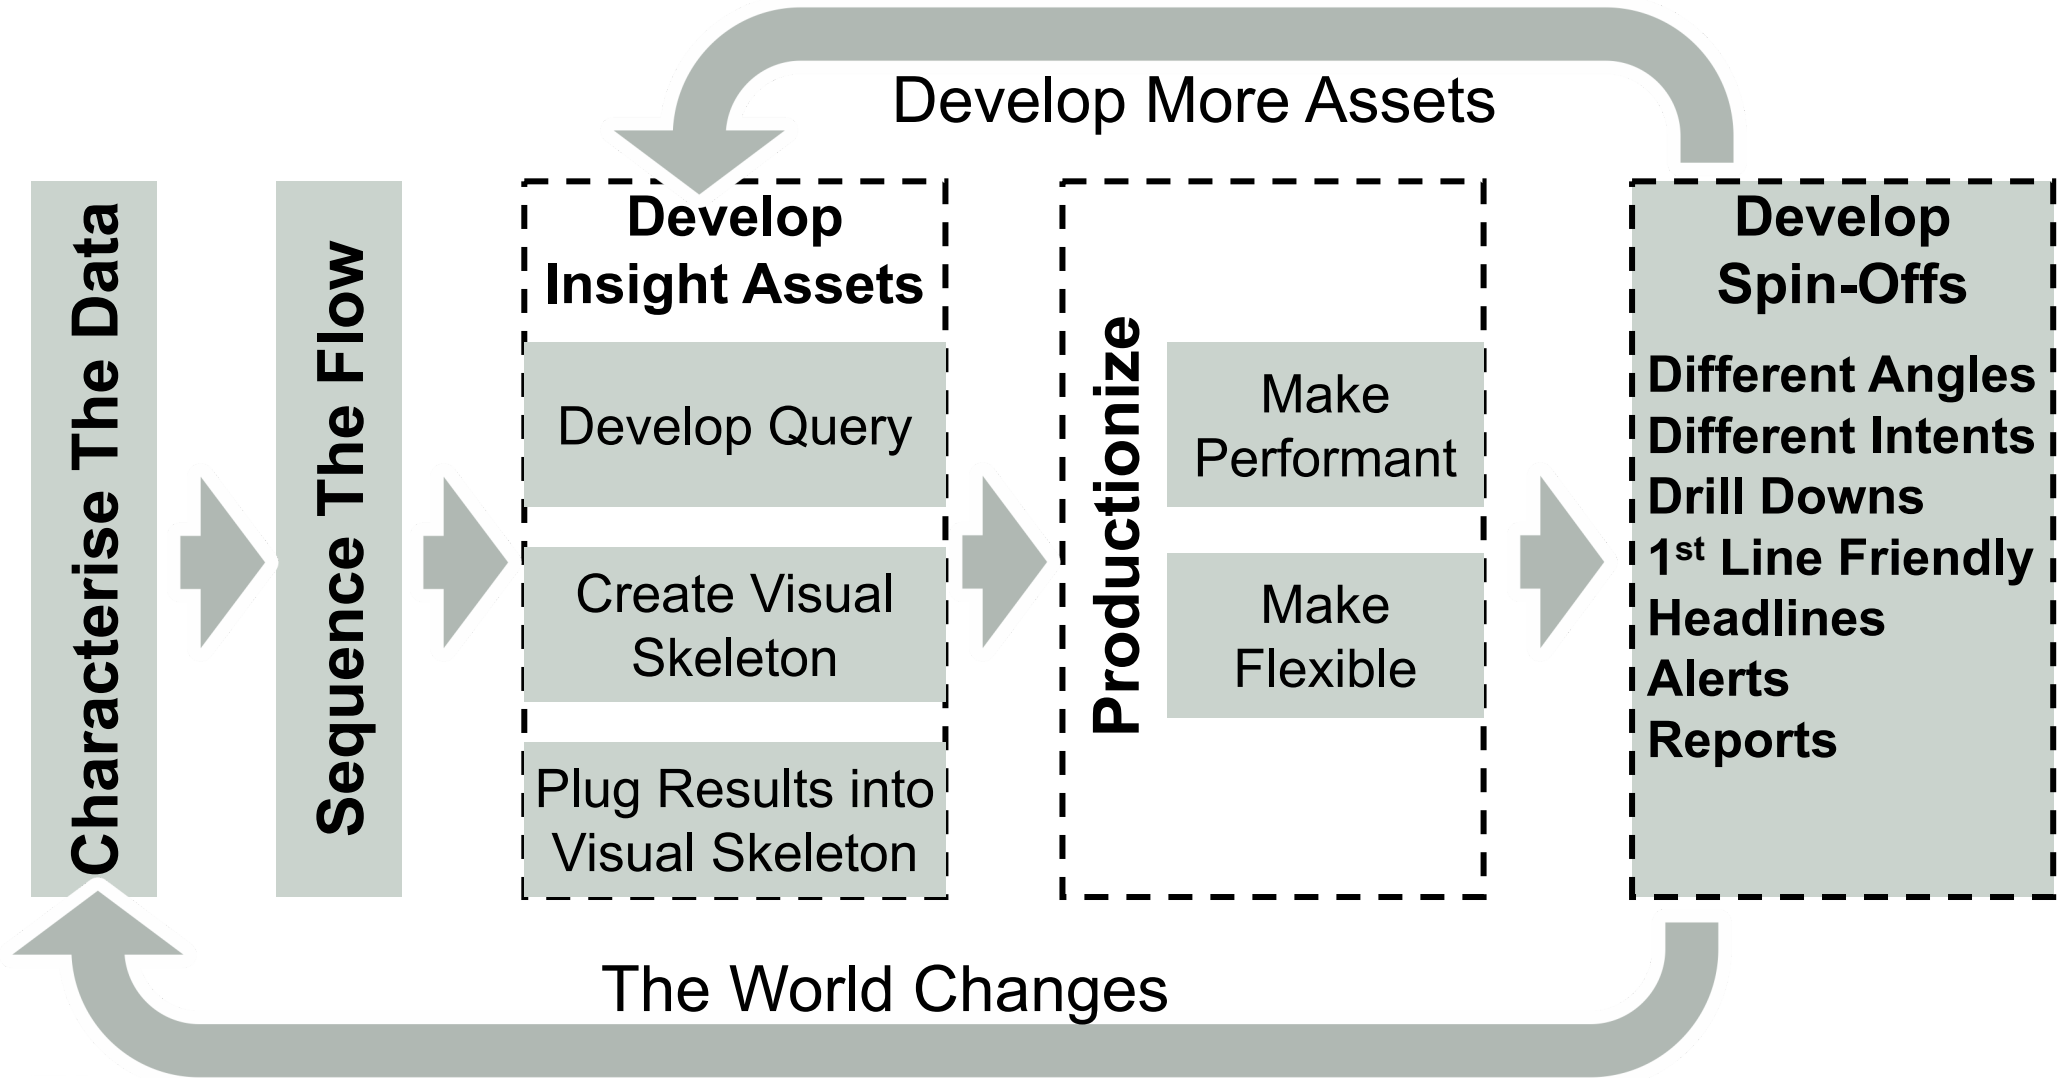 Develop More Assets
Characterise The Data
Sequence The Flow
Develop
Insight Assets
Develop Query
Create Visual
Skeleton
Plug Results into
Visual Skeleton
Productionize
Make
Performant
Make
Flexible
Develop
Spin-Offs
Different Angles
Different Intents
Drill Downs
1st Line Friendly
Headlines
Alerts
Reports
The World Changes